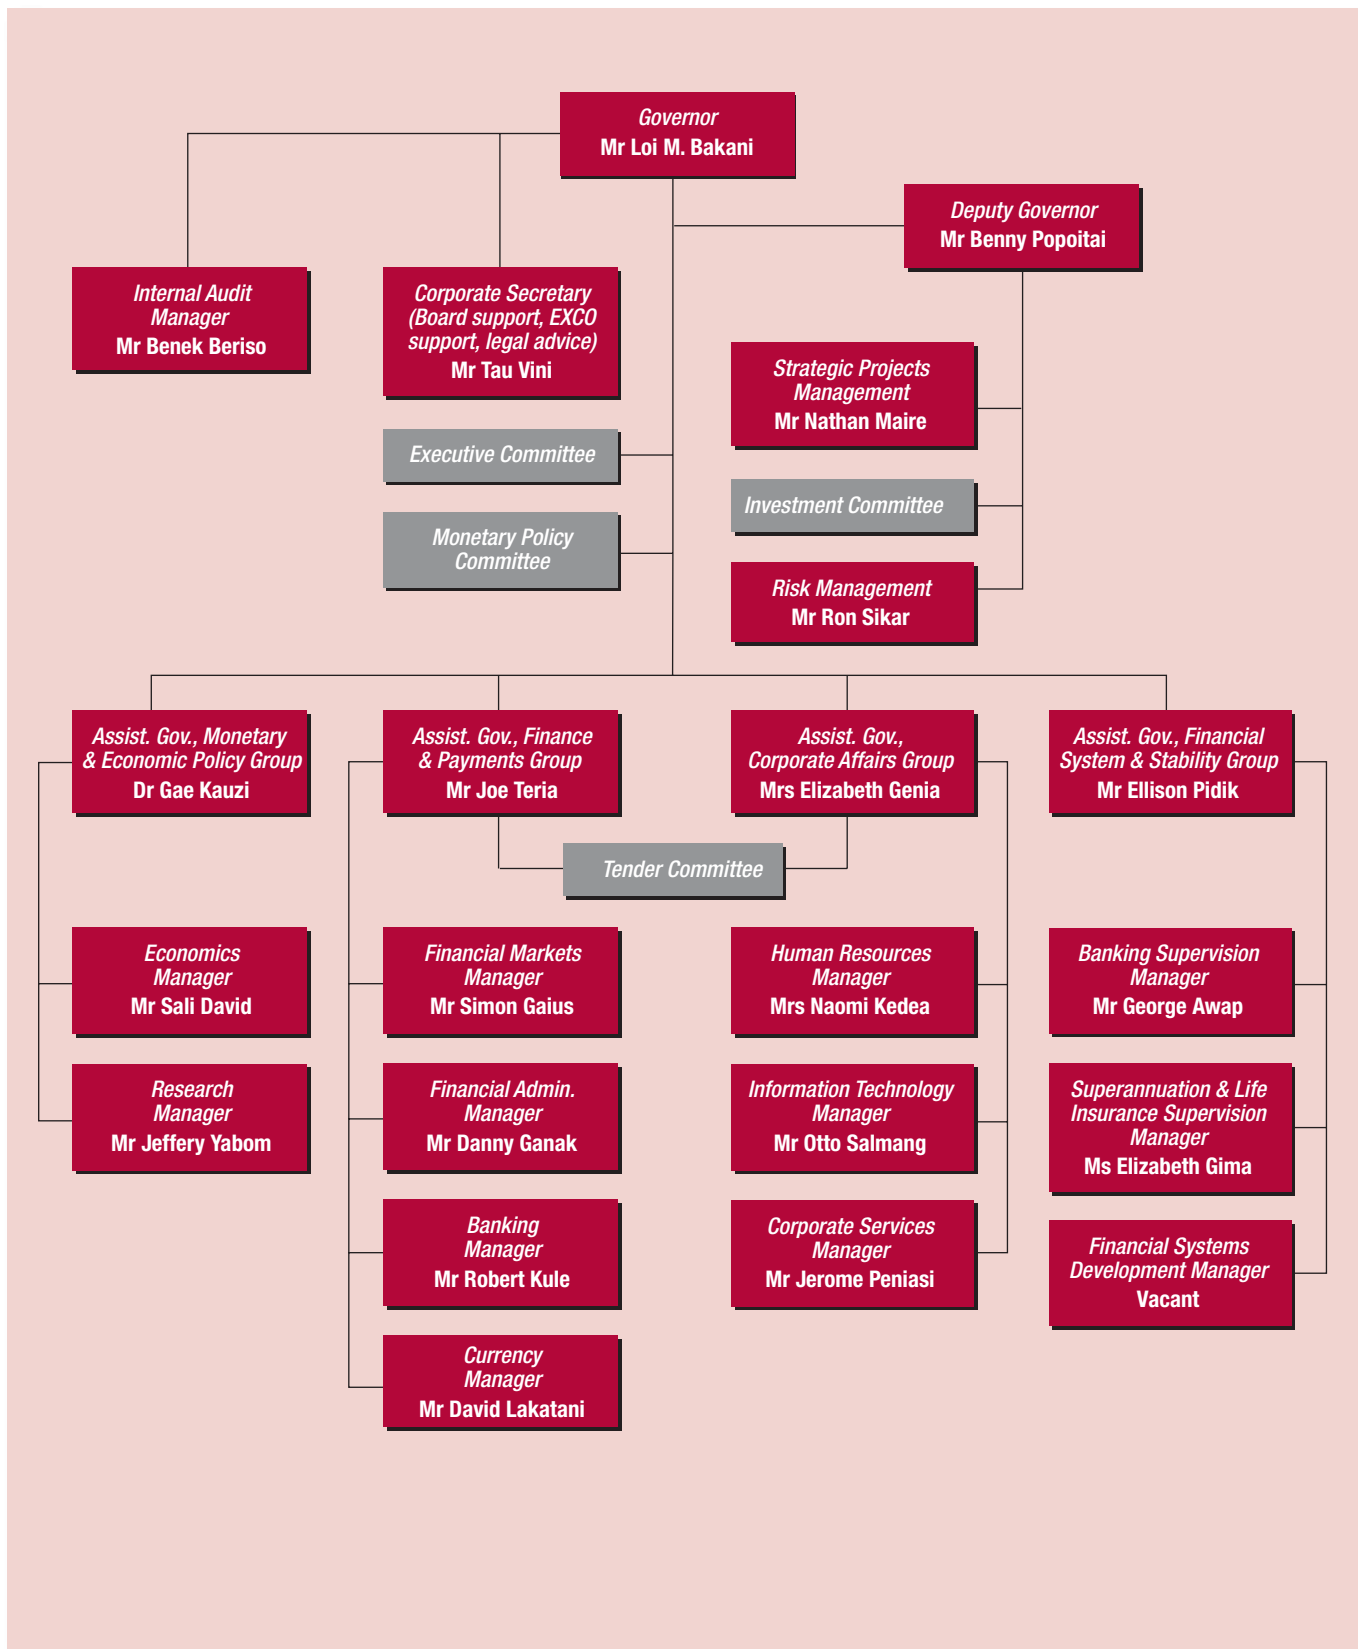 Governor
Mr Loi M. Bakani
Deputy Governor
Mr Benny Popoitai
Internal Audit
Manager
Mr Benek Beriso
Corporate Secretary
(Board support, EXCO
support, legal advice)
Mr Tau Vini
Strategic Projects
Management
Mr Nathan Maire
Executive Committee
Investment Committee
Monetary Policy
Committee
Risk Management
Mr Ron Sikar
Assist. Gov., Monetary
& Economic Policy Group
Dr Gae Kauzi
Assist. Gov., Finance
& Payments Group
Mr Joe Teria
Assist. Gov.,
Corporate Affairs Group
Mrs Elizabeth Genia
Assist. Gov., Financial
System & Stability Group
Mr Ellison Pidik
Tender Committee
Economics
Manager
Mr Sali David
Financial Markets
Manager
Mr Simon Gaius
Human Resources
Manager
Mrs Naomi Kedea
Banking Supervision
Manager
Mr George Awap
Research
Manager
Mr Jeffery Yabom
Financial Admin.
Manager
Mr Danny Ganak
Information Technology
Manager
Mr Otto Salmang
Superannuation & Life
Insurance Supervision
Manager
Ms Elizabeth Gima
Banking
Manager
Mr Robert Kule
Corporate Services
Manager
Mr Jerome Peniasi
Financial Systems
Development Manager
Vacant
Currency
Manager
Mr David Lakatani